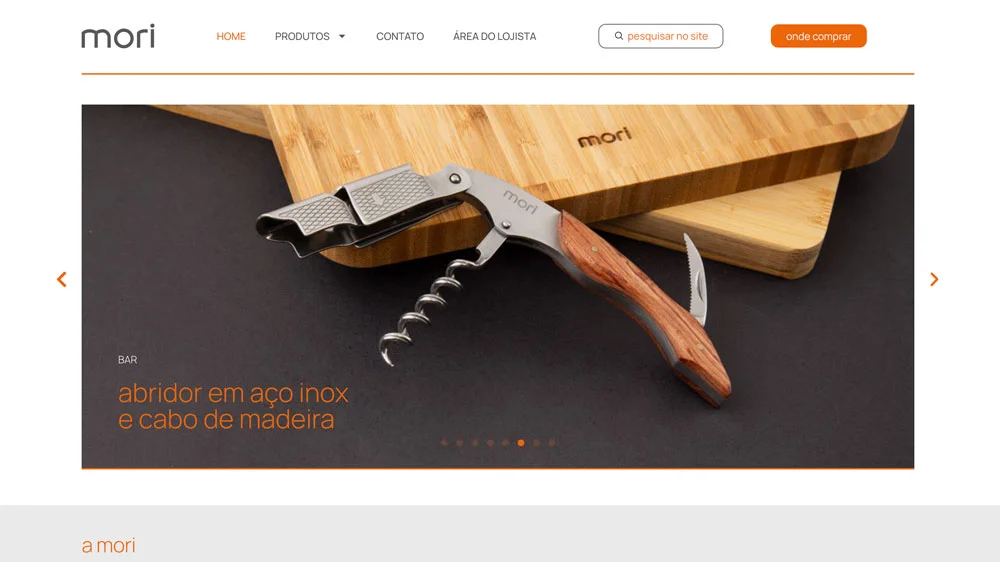 mori
HOME
PRODUTOS
CONTATO
ÁREA DO LOJISTA
pesquisar no site
onde comprar
mori
mori
BAR
abridor em aço inox
e cabo de madeira
a mori